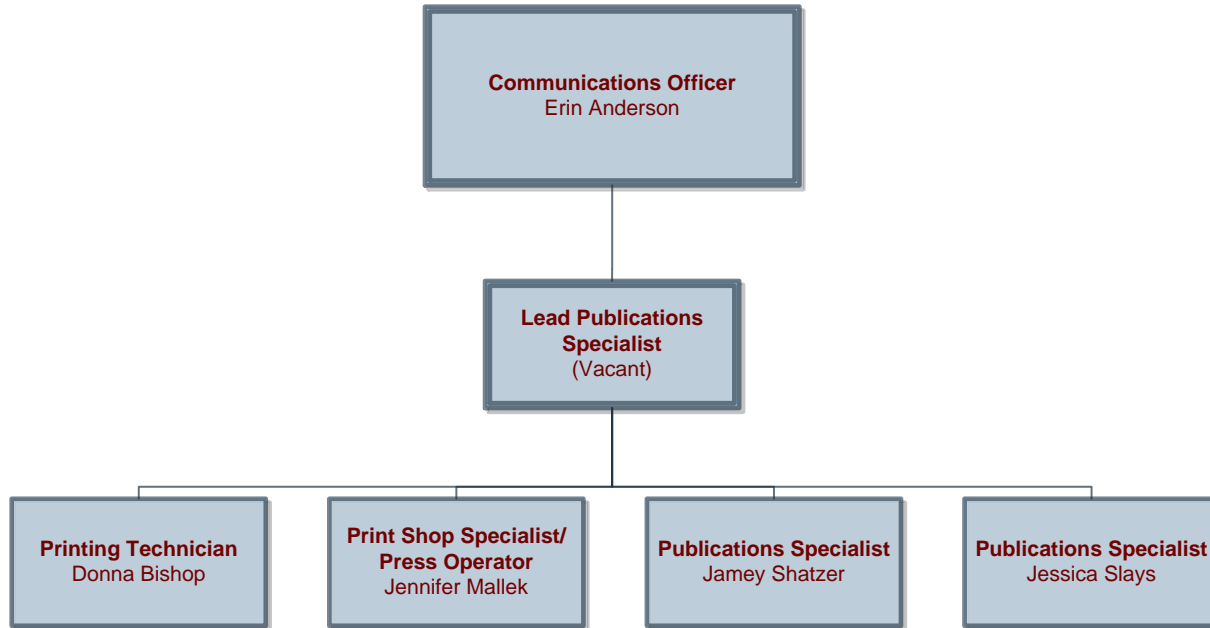 Communications Officer
Erin Anderson
Lead Publications
Specialist
(Vacant)
Printing Technician
Donna Bishop
Print Shop Specialist/
Press Operator
Jennifer Mallek
Publications Specialist
Jamey Shatzer
Publications Specialist
Jessica Slays